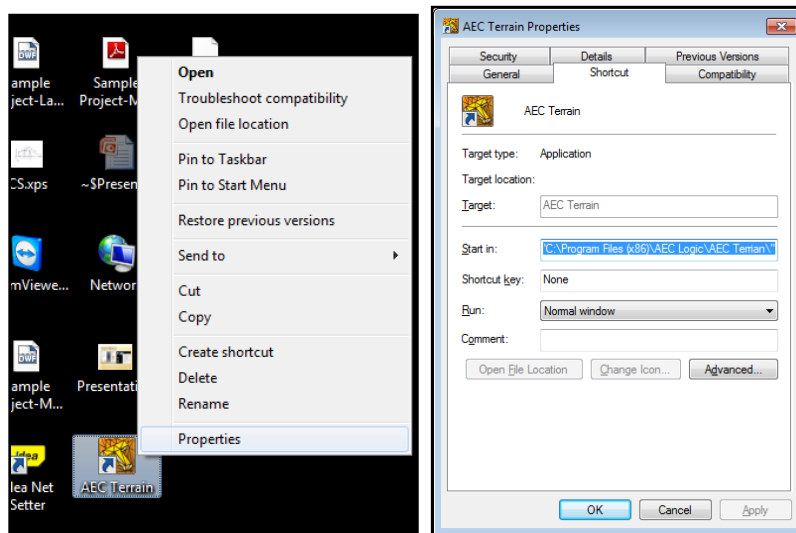 ample
ject-La...
Sample
Project-M
CS.xps
~$Presen
mViewe...
Networ
ample
ject-M...
Presentati
idea
lea Net
Setter
AEC Terrain
Open
Troubleshoot compatibility
Open file location
Pin to Taskbar
Pin to Start Menu
Restore previous versions
Send to
Cut
Copy
Create shortcut
Delete
Rename
Properties
AEC Terrain Properties
Security Details Previous Versions
General Shortcut Compatibility
AEC Terrain
Target type: Application
Target location:
Target: AEC Terrain
Start in: "C:\Program Files (x86)\AEC Logic\AEC Terrian\"
Shortcut key: None
Run: Normal window
Comment:
Open File Location Change Icon... Advanced...
OK Cancel Apply